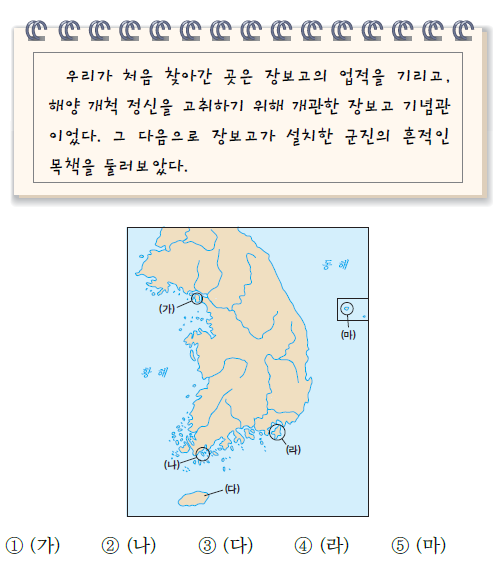 우리가 처음 찾아간 곳은 장보고의 업적을 기리고,
해양 개척 정신을 고취하기 위해 개관한 장보고 기념관
이었다. 그 다음으로 장보고가 설치한 군진의 흔적인
목책을 둘러보았다.
동해
(가)
(마)
황해
(라)
(나)
(다)
① (가) ② (나) ③ (다) ④ (라) ⑤ (마)